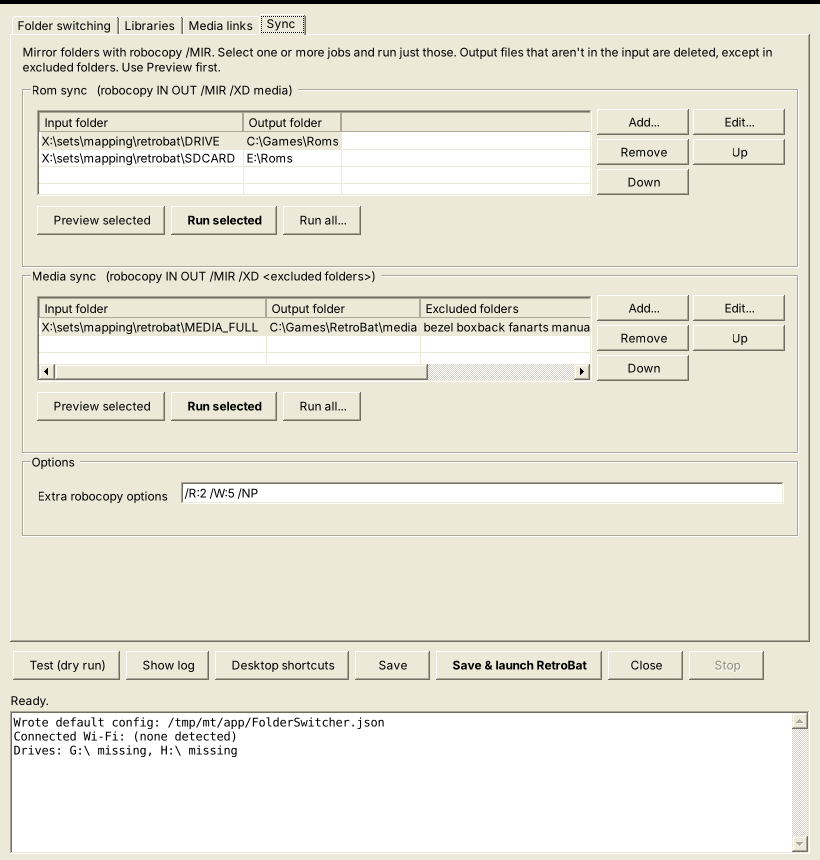 Folder switching
Libraries
Media links
Sync
Mirror folders with robocopy /MIR. Select one or more jobs and run just those. Output files that aren't in the input are deleted, except in
excluded folders. Use Preview first.
Rom sync (robocopy IN OUT /MIR /XD media)
Input folder
Output folder
X:\sets\mapping\retrobat\DRIVE
C:\Games\Roms
X:\sets\mapping\retrobat\SDCARD
E:\Roms
Add...
Edit...
Remove
Up
Down
Preview selected
Run selected
Run all...
Media sync (robocopy IN OUT /MIR /XD <excluded folders>)
Input folder
Output folder
Excluded folders
X:\sets\mapping\retrobat\MEDIA_FULL
C:\Games\RetroBat\media
bezel boxback fanarts manua
Add...
Edit...
Remove
Up
Down
Preview selected
Run selected
Run all...
Options
Extra robocopy options
/R:2 /W:5 /NP
Test (dry run)
Show log
Desktop shortcuts
Save
Save & launch RetroBat
Close
Stop
Ready.
Wrote default config: /tmp/mt/app/FolderSwitcher.json
Connected Wi-Fi: (none detected)
Drives: G:\ missing, H:\ missing